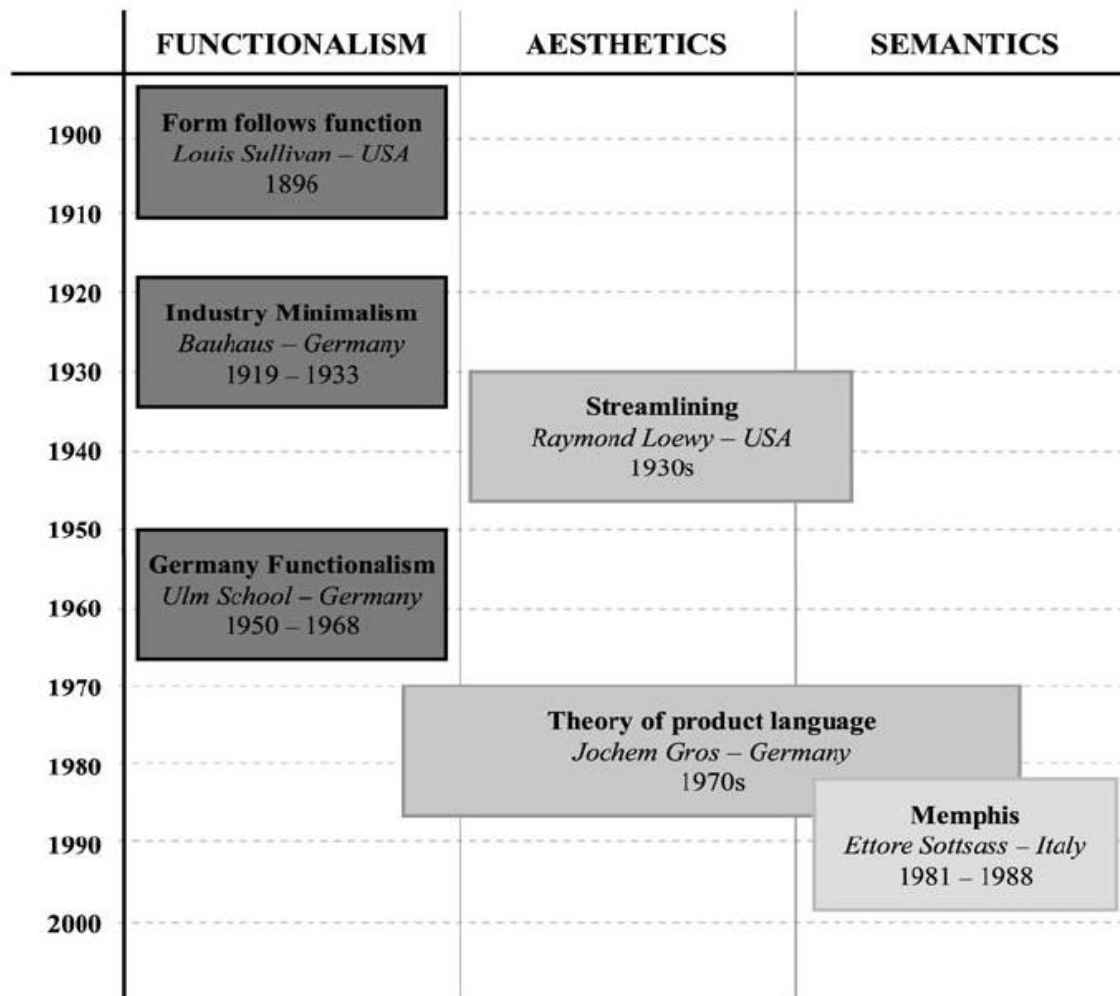 FUNCTIONALISM AESTHETICS SEMANTICS
1900
Form follows function
Louis Sullivan – USA
1896
1910
1920
Industry Minimalism
Bauhaus – Germany
1919 – 1933
1930
Streamlining
Raymond Loewy – USA
1930s
1940
1950
Germany Functionalism
Ulm School – Germany
1950 – 1968
1960
1970
Theory of product language
Jochem Gros – Germany
1970s
1980
Memphis
Ettore Sottsass – Italy
1981 – 1988
1990
2000